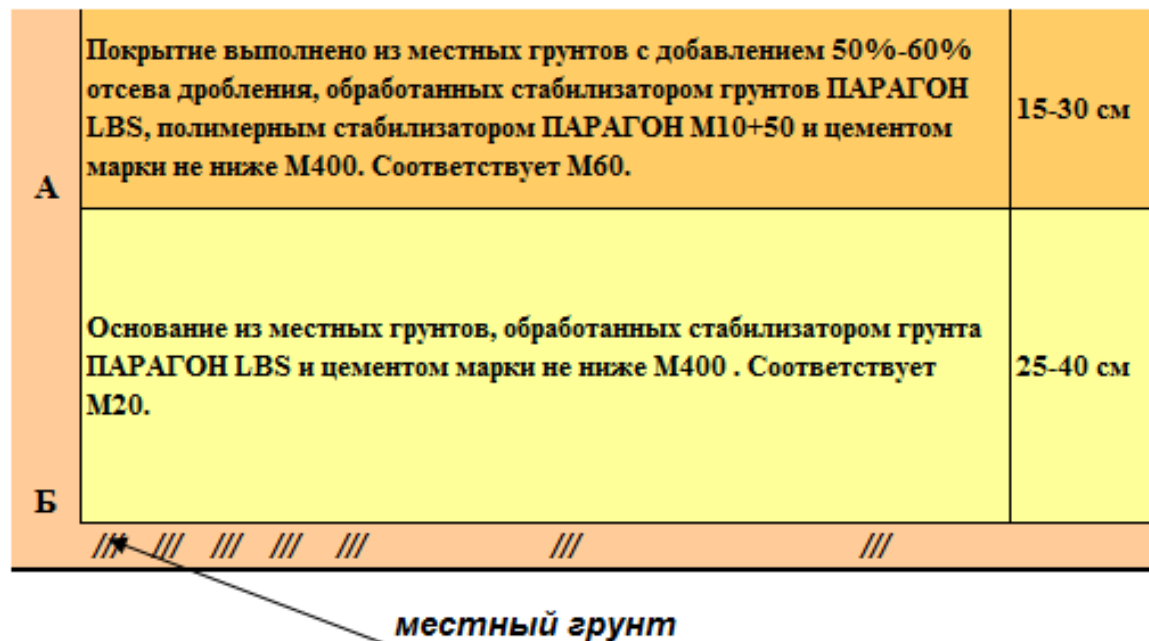 Покрытие выполнено из местных грунтов с добавлением 50%-60%
отсева дробления, обработанных стабилизатором грунтов ПАРАГОН
LBS, полимерным стабилизатором ПАРАГОН М10+50 и цементом
марки не ниже М400. Соответствует М60.
15-30 см
А
Основание из местных грунтов, обработанных стабилизатором грунта
ПАРАГОН LBS и цементом марки не ниже М400 . Соответствует
М20.
25-40 см
Б
/// /// /// /// /// /// ///
местный грунт